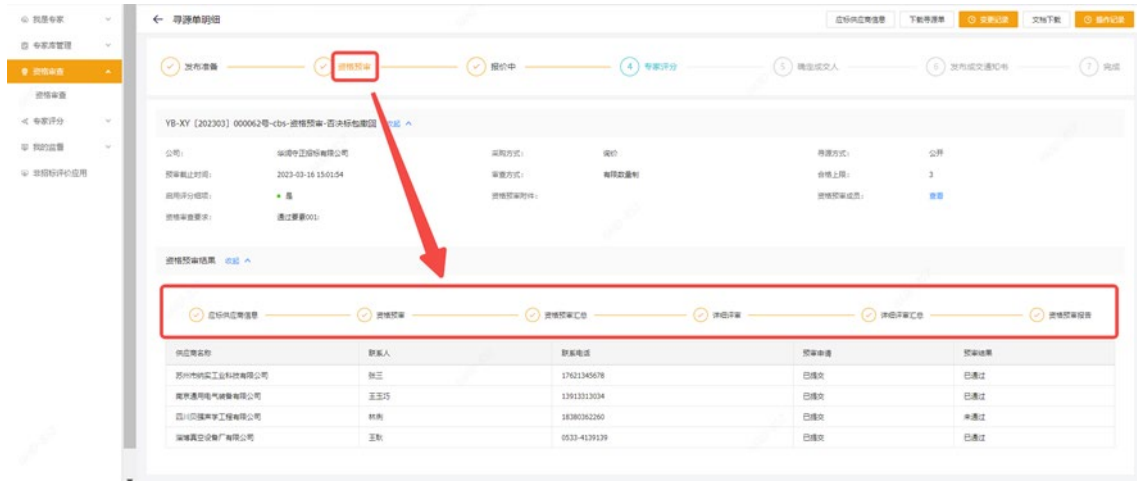 我是专家
← 寻源单明细
应标供应商信息 下载寻源单 变更记录 文档下载 操作记录
专家库管理
资格审查
资格审查
专家评分
我的监督
非招标评价应用
发布准备 资格预审 报价中 4 专家评分 5 确定成交人 6 发布成交通知书 7 完成
YB-XY [202303] 000062号-cbs-资格预审-否决标包撤回 收起
公司: 华润守正招标有限公司 采购方式: 询价 寻源方式: 公开
预审截止时间: 2023-03-16 15:01:54 审查方式: 有限数量制 合格上限: 3
启用评分细项: 是 资格预审附件: 资格预审成员: 查看
资格审查要求: 通过要素001:
资格预审结果 收起
应标供应商信息 资格预审 资格预审汇总 详细评审 详细评审汇总 资格预审报告
供应商名称 联系人 联系电话 预审申请 预审结果
苏州市纳实工业科技有限公司 张三 17621345678 已提交 已通过
南京通用电气装备有限公司 王玉巧 13913313034 已提交 已通过
四川贝强声学工程有限公司 林俐 18380362260 已提交 未通过
淄博真空设备厂有限公司 王耿 0533-4139139 已提交 已通过